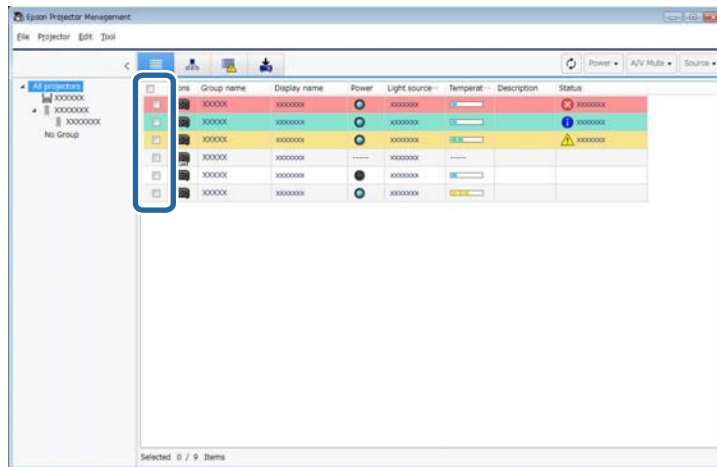 Epson Projector Management
File Projector Edit Tool
Power A/V Mute Source
All projectors
XXXXXX
XXXXXXX
XXXXXXX
No Group
ons Group name Display name Power Light source... Temperat... Description Status
XXXXX XXXXXXX XXXXXXX XXXXXXX
XXXXX XXXXXXX XXXXXXX XXXXXXX
XXXXX XXXXXXX XXXXXXX XXXXXXX
XXXXX XXXXXXX ----- XXXXXXX -----
XXXXX XXXXXXX XXXXXXX
XXXXX XXXXXXX XXXXXXX
Selected 0 / 9 Items